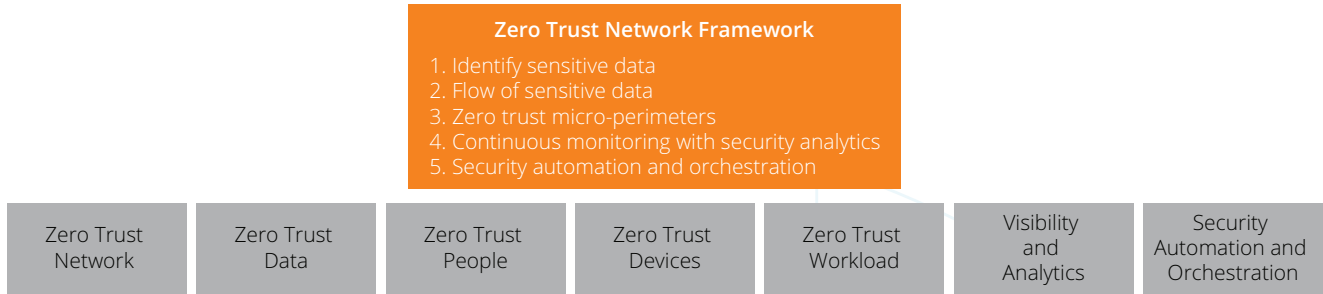 Zero Trust Network Framework
1. Identify sensitive data
2. Flow of sensitive data
3. Zero trust micro-perimeters
4. Continuous monitoring with security analytics
5. Security automation and orchestration
Zero Trust
Network
Zero Trust
Data
Zero Trust
People
Zero Trust
Devices
Zero Trust
Workload
Visibility
and
Analytics
Security
Automation and
Orchestration